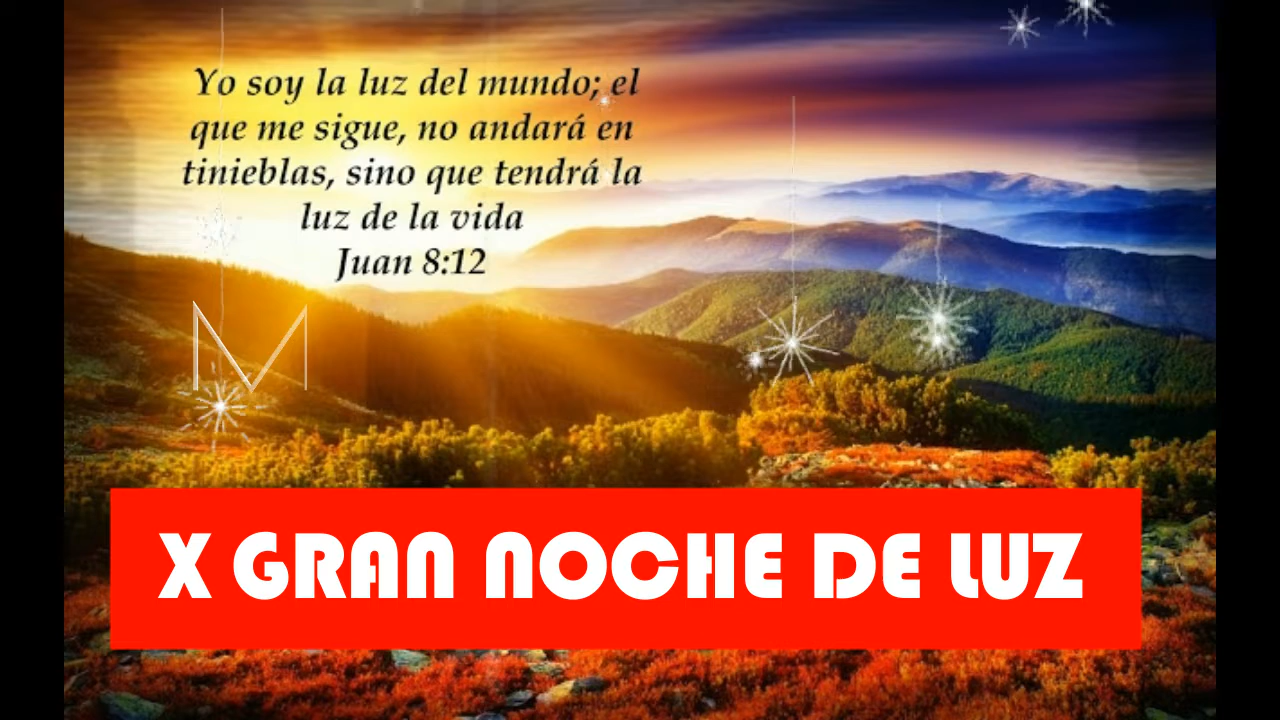 Yo soy la luz del mundo; el
que me sigue, no andará en
tinieblas, sino que tendrá la
luz de la vida
Juan 8:12
M
X GRAN NOCHE DE LUZ